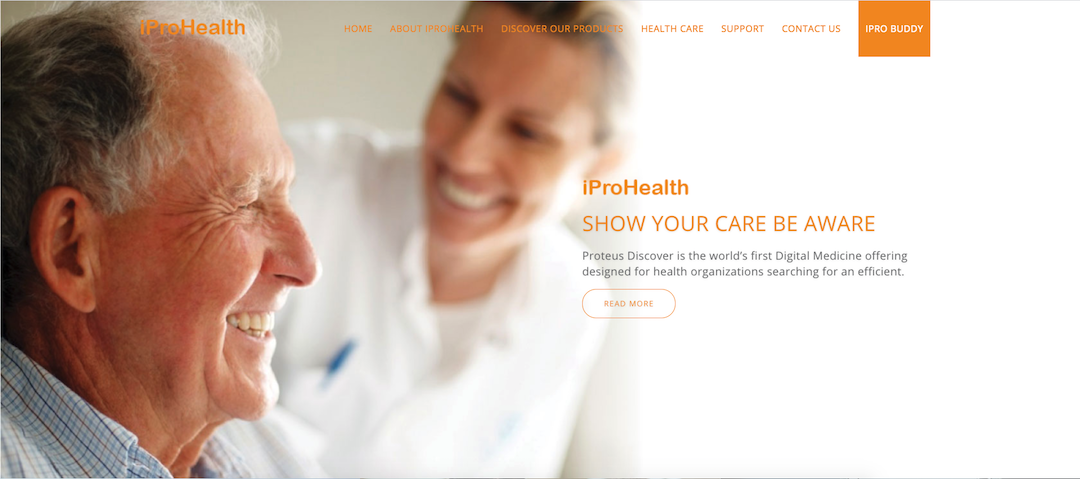 iProHealth
HOME ABOUT IPROHEALTH DISCOVER OUR PRODUCTS HEALTH CARE SUPPORT CONTACT US IPRO BUDDY
iProHealth
SHOW YOUR CARE BE AWARE
Proteus Discover is the world's first Digital Medicine offering
designed for health organizations searching for an efficient.
READ MORE